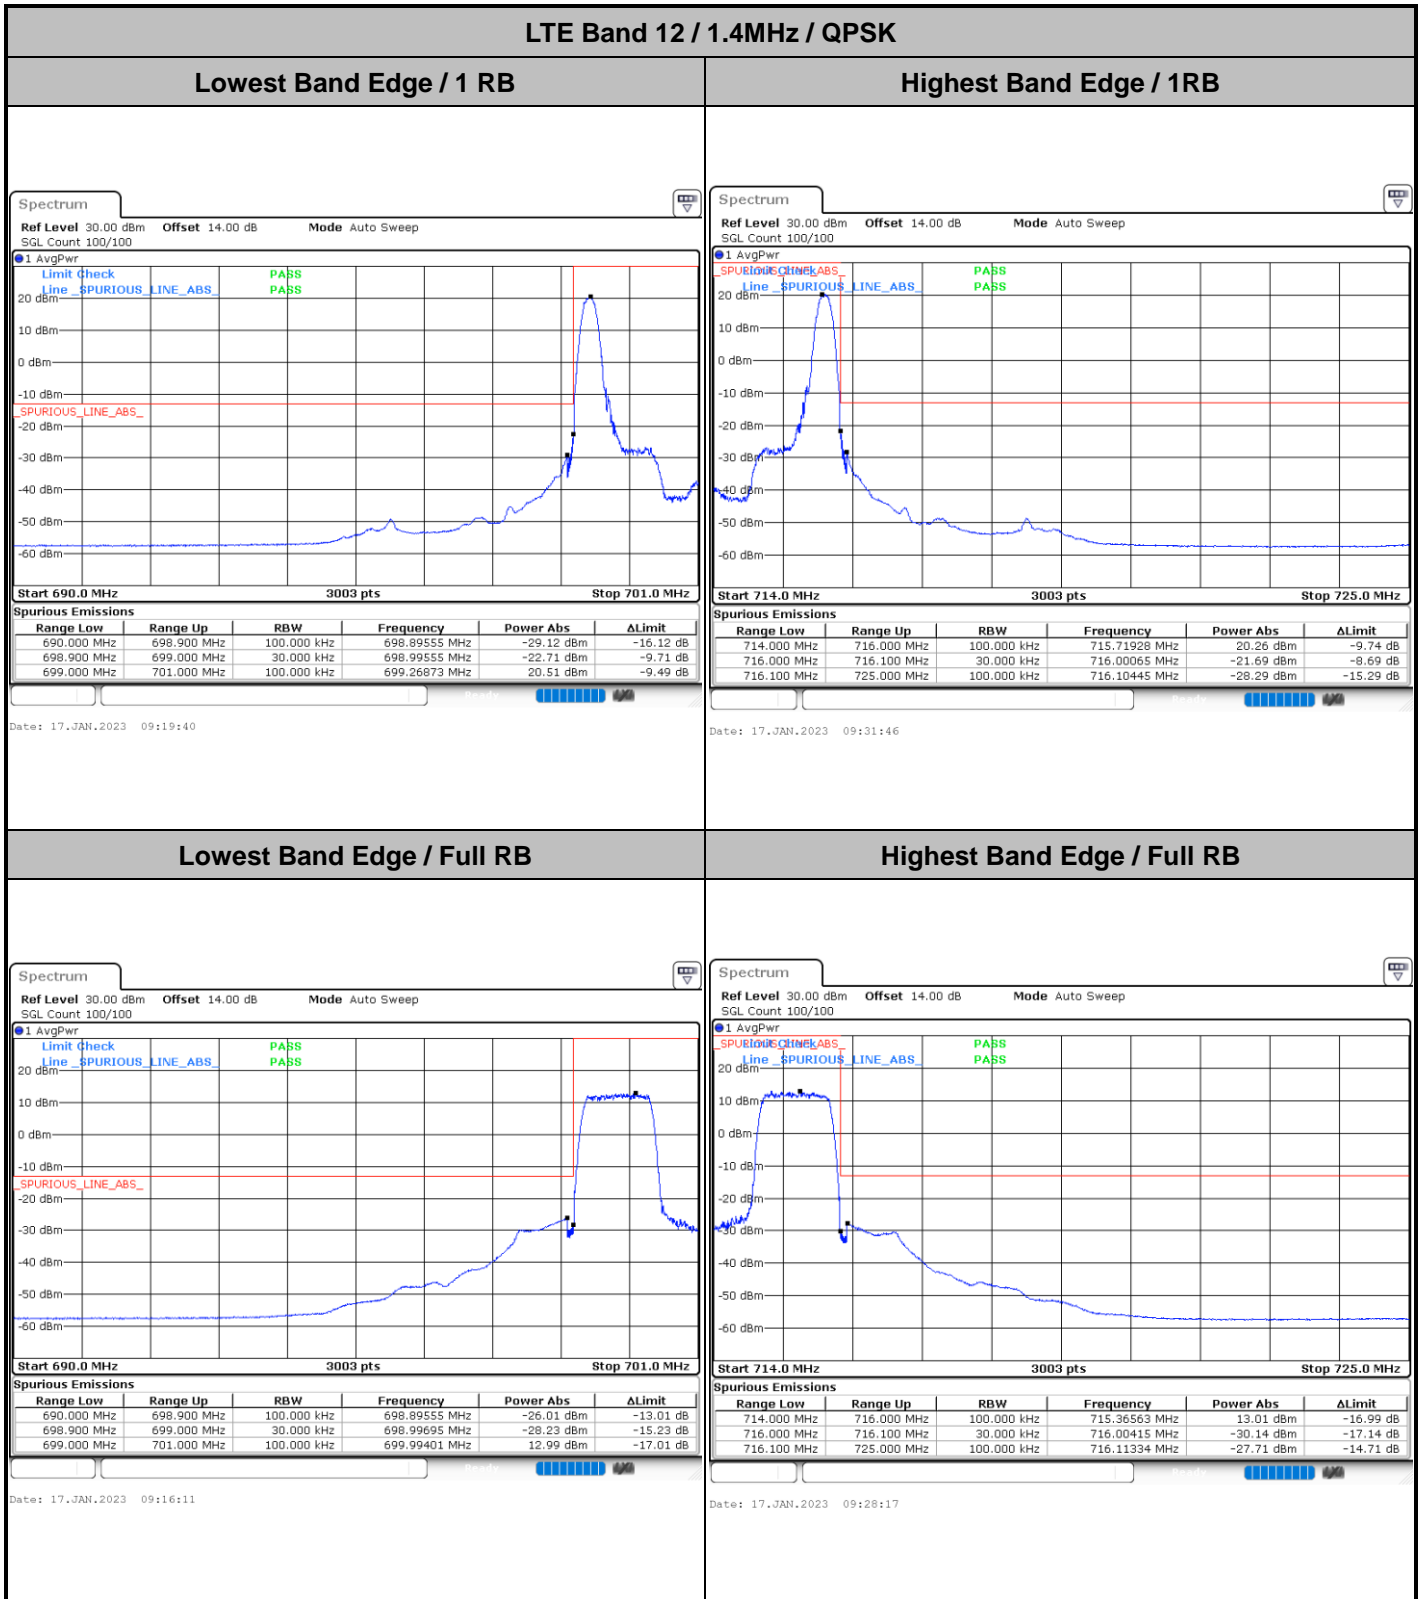 LTE Band 12 / 1.4MHz / QPSK
Lowest Band Edge / 1 RB
Highest Band Edge / 1RB
Spectrum
Ref Level 30.00 dBm Offset 14.00 dB Mode Auto Sweep
SGL Count 100/100
1 AvgPwr
Limit Check PASS
Line _SPURIOUS_LINE_ABS_ PASS
20 dBm
10 dBm
0 dBm
-10 dBm
_SPURIOUS_LINE_ABS_
-20 dBm
-30 dBm
-40 dBm
-50 dBm
-60 dBm
Start 690.0 MHz 3003 pts Stop 701.0 MHz
Spurious Emissions
Range Low Range Up RBW Frequency Power Abs ΔLimit
690.000 MHz 698.900 MHz 100.000 kHz 698.89555 MHz -29.12 dBm -16.12 dB
698.900 MHz 699.000 MHz 30.000 kHz 698.99555 MHz -22.71 dBm -9.71 dB
699.000 MHz 701.000 MHz 100.000 kHz 699.26873 MHz 20.51 dBm -9.49 dB
Ready
Date: 17.JAN.2023 09:19:40
Spectrum
Ref Level 30.00 dBm Offset 14.00 dB Mode Auto Sweep
SGL Count 100/100
1 AvgPwr
_SPURIOUS_LINE_ABS_
Limit Check PASS
Line _SPURIOUS_LINE_ABS_ PASS
20 dBm
10 dBm
0 dBm
-10 dBm
-20 dBm
-30 dBm
-40 dBm
-50 dBm
-60 dBm
Start 714.0 MHz 3003 pts Stop 725.0 MHz
Spurious Emissions
Range Low Range Up RBW Frequency Power Abs ΔLimit
714.000 MHz 716.000 MHz 100.000 kHz 715.71928 MHz 20.26 dBm -9.74 dB
716.000 MHz 716.100 MHz 30.000 kHz 716.00065 MHz -21.69 dBm -8.69 dB
716.100 MHz 725.000 MHz 100.000 kHz 716.10445 MHz -28.29 dBm -15.29 dB
Ready
Date: 17.JAN.2023 09:31:46
Lowest Band Edge / Full RB
Highest Band Edge / Full RB
Spectrum
Ref Level 30.00 dBm Offset 14.00 dB Mode Auto Sweep
SGL Count 100/100
1 AvgPwr
Limit Check PASS
Line _SPURIOUS_LINE_ABS_ PASS
20 dBm
10 dBm
0 dBm
-10 dBm
_SPURIOUS_LINE_ABS_
-20 dBm
-30 dBm
-40 dBm
-50 dBm
-60 dBm
Start 690.0 MHz 3003 pts Stop 701.0 MHz
Spurious Emissions
Range Low Range Up RBW Frequency Power Abs ΔLimit
690.000 MHz 698.900 MHz 100.000 kHz 698.89555 MHz -26.01 dBm -13.01 dB
698.900 MHz 699.000 MHz 30.000 kHz 698.99695 MHz -28.23 dBm -15.23 dB
699.000 MHz 701.000 MHz 100.000 kHz 699.99401 MHz 12.99 dBm -17.01 dB
Ready
Date: 17.JAN.2023 09:16:11
Spectrum
Ref Level 30.00 dBm Offset 14.00 dB Mode Auto Sweep
SGL Count 100/100
1 AvgPwr
_SPURIOUS_LINE_ABS_
Limit Check PASS
Line _SPURIOUS_LINE_ABS_ PASS
20 dBm
10 dBm
0 dBm
-10 dBm
-20 dBm
-30 dBm
-40 dBm
-50 dBm
-60 dBm
Start 714.0 MHz 3003 pts Stop 725.0 MHz
Spurious Emissions
Range Low Range Up RBW Frequency Power Abs ΔLimit
714.000 MHz 716.000 MHz 100.000 kHz 715.36563 MHz 13.01 dBm -16.99 dB
716.000 MHz 716.100 MHz 30.000 kHz 716.00415 MHz -30.14 dBm -17.14 dB
716.100 MHz 725.000 MHz 100.000 kHz 716.11334 MHz -27.71 dBm -14.71 dB
Ready
Date: 17.JAN.2023 09:28:17